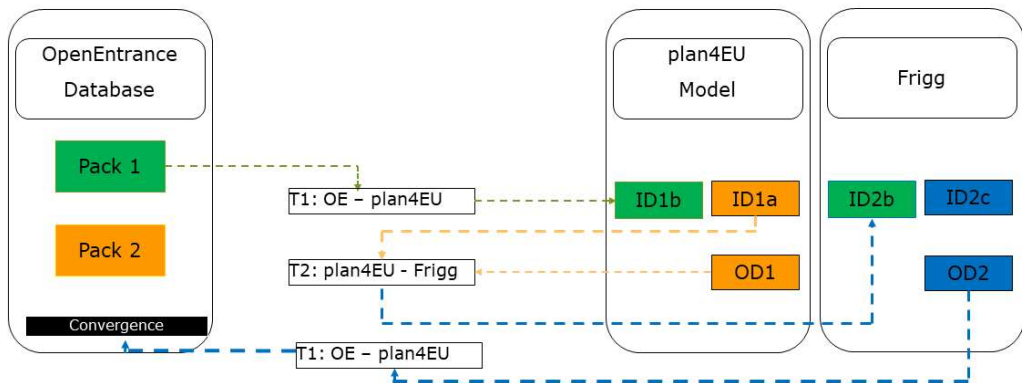 OpenEntrance
Database
plan4EU
Model
Frigg
Pack 1
T1: OE – plan4EU
ID1b
ID1a
ID2b
ID2c
Pack 2
T2: plan4EU - Frigg
OD1
OD2
Convergence
T1: OE – plan4EU